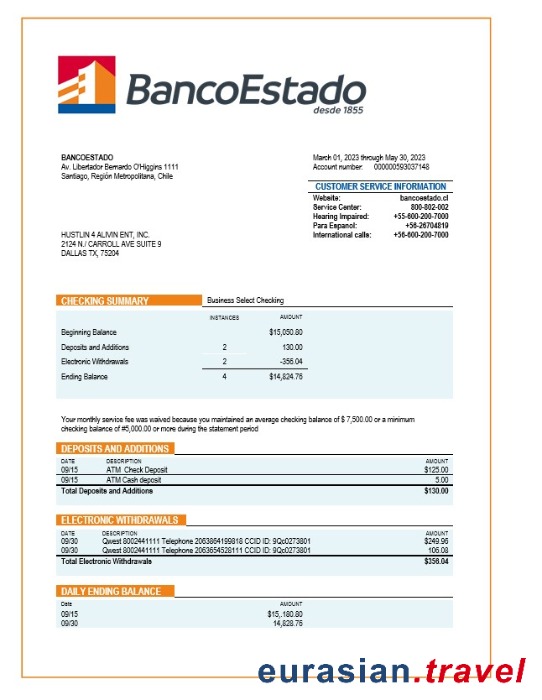 BancoEstado
desde 1855
BANCOESTADO
Av. Libertador Bernardo O'Higgins 1111
Santiago, Región Metropolitana, Chile
March 01, 2023 through May 30, 2023
Account number: 000000593037148
CUSTOMER SERVICE INFORMATION
Website: bancoestado.cl
Service Center: 800-802-002
Hearing Impaired: +55-600-200-7000
Para Espanol: +56-26704819
International calls: +56-600-200-7000
HUSTLIN 4 ALIVIN ENT, INC.
2124 N./ CARROLL AVE SUITE 9
DALLAS TX, 75204
CHECKING SUMMARY Business Select Checking
INSTANCES AMOUNT
Beginning Balance $15,050.80
Deposits and Additions 2 130.00
Electronic Withdrawals 2 -356.04
Ending Balance 4 $14,824.76
Your monthly service fee was waived because you maintained an average checking balance of $ 7,500.00 or a minimum
checking balance of #5,000.00 or more during the statement period
DEPOSITS AND ADDITIONS
DATE DESCRIPTION AMOUNT
09/15 ATM Check Deposit $125.00
09/15 ATM Cash deposit 5.00
Total Deposits and Additions $130.00
ELECTRONIC WITHDRAWALS
DATE DESCRIPTION AMOUNT
09/30 Qwest 8002441111 Telephone 2063864199818 CCID ID: 9Qc0273801 $249.96
09/30 Qwest 8002441111 Telephone 2063654528111 CCID ID: 9Qc0273801 106.08
Total Electronic Withdrawals $356.04
DAILY ENDING BALANCE
Date AMOUNT
09/15 $15,.180.80
09/30 14,828.76
eurasian.travel